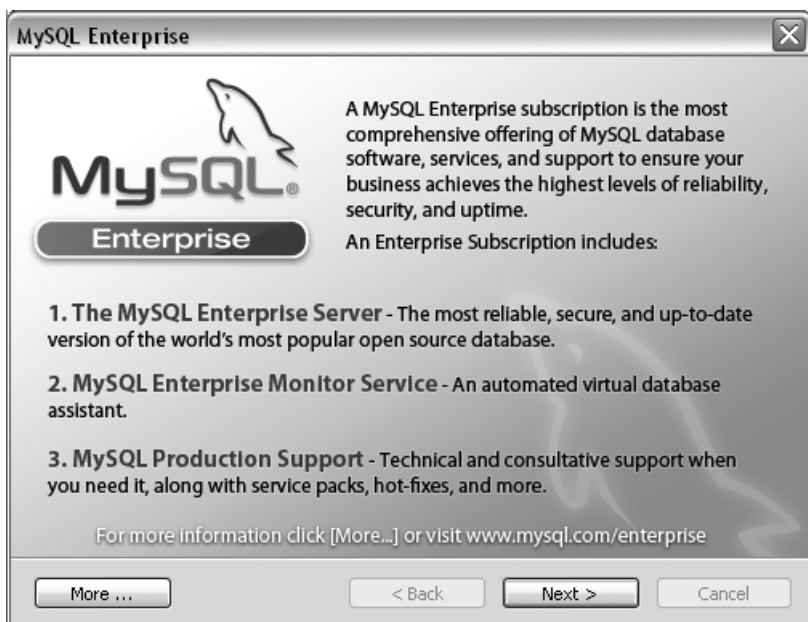 MySQL Enterprise
A MySQL Enterprise subscription is the most
comprehensive offering of MySQL database
software, services, and support to ensure your
business achieves the highest levels of reliability,
security, and uptime.
MySQL®
Enterprise
An Enterprise Subscription includes:
1. The MySQL Enterprise Server - The most reliable, secure, and up-to-date
version of the world's most popular open source database.
2. MySQL Enterprise Monitor Service - An automated virtual database
assistant.
3. MySQL Production Support - Technical and consultative support when
you need it, along with service packs, hot-fixes, and more.
For more information click [More...] or visit www.mysql.com/enterprise
More ...
< Back
Next >
Cancel